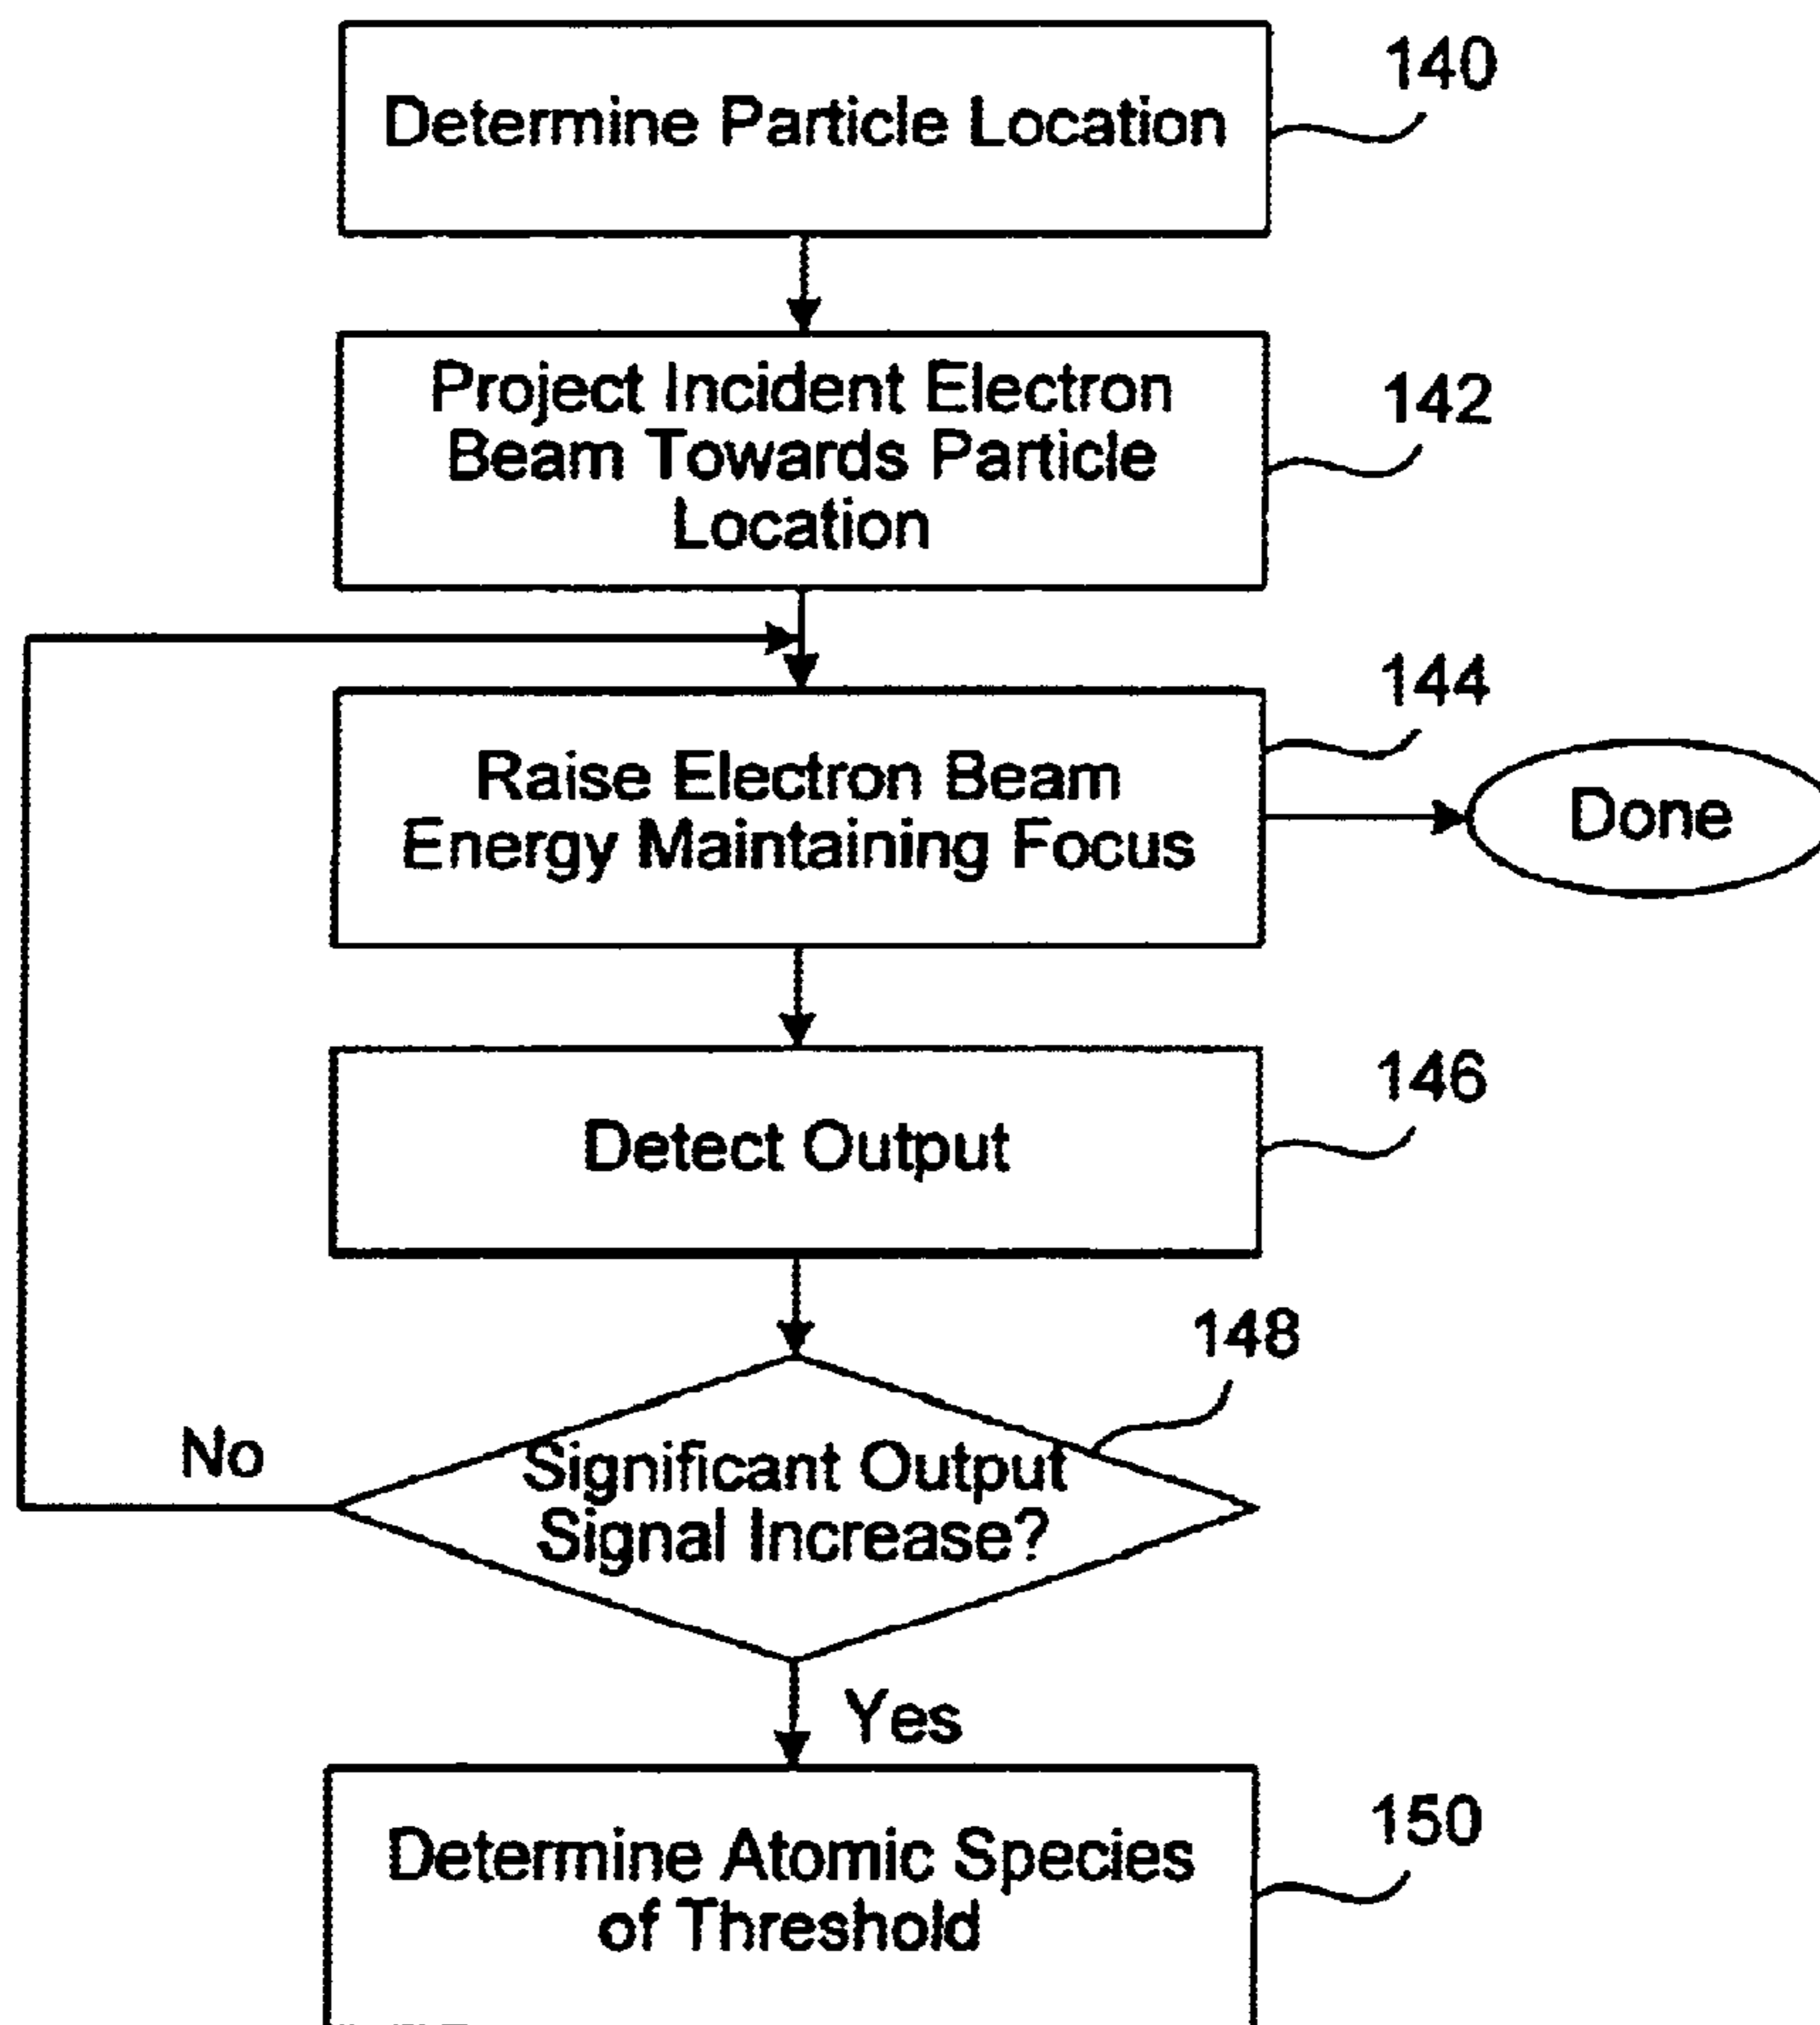 Determine Particle Location
140
Project Incident Electron
Beam Towards Particle
Location
142
Raise Electron Beam
Energy Maintaining Focus
144
Done
Detect Output
146
Significant Output
Signal Increase?
148
No
Yes
Determine Atomic Species
of Threshold
150